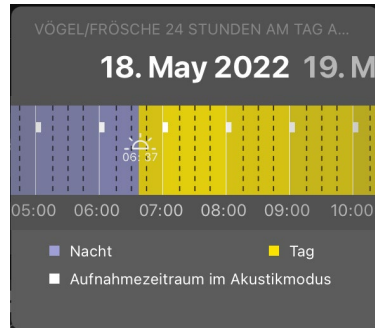 VÖGEL/FRÖSCHE 24 STUNDEN AM TAG A...
18. May 2022 19. M
06: 37
05:00 06:00 07:00 08:00 09:00 10:00
Nacht Tag
Aufnahmezeitraum im Akustikmodus